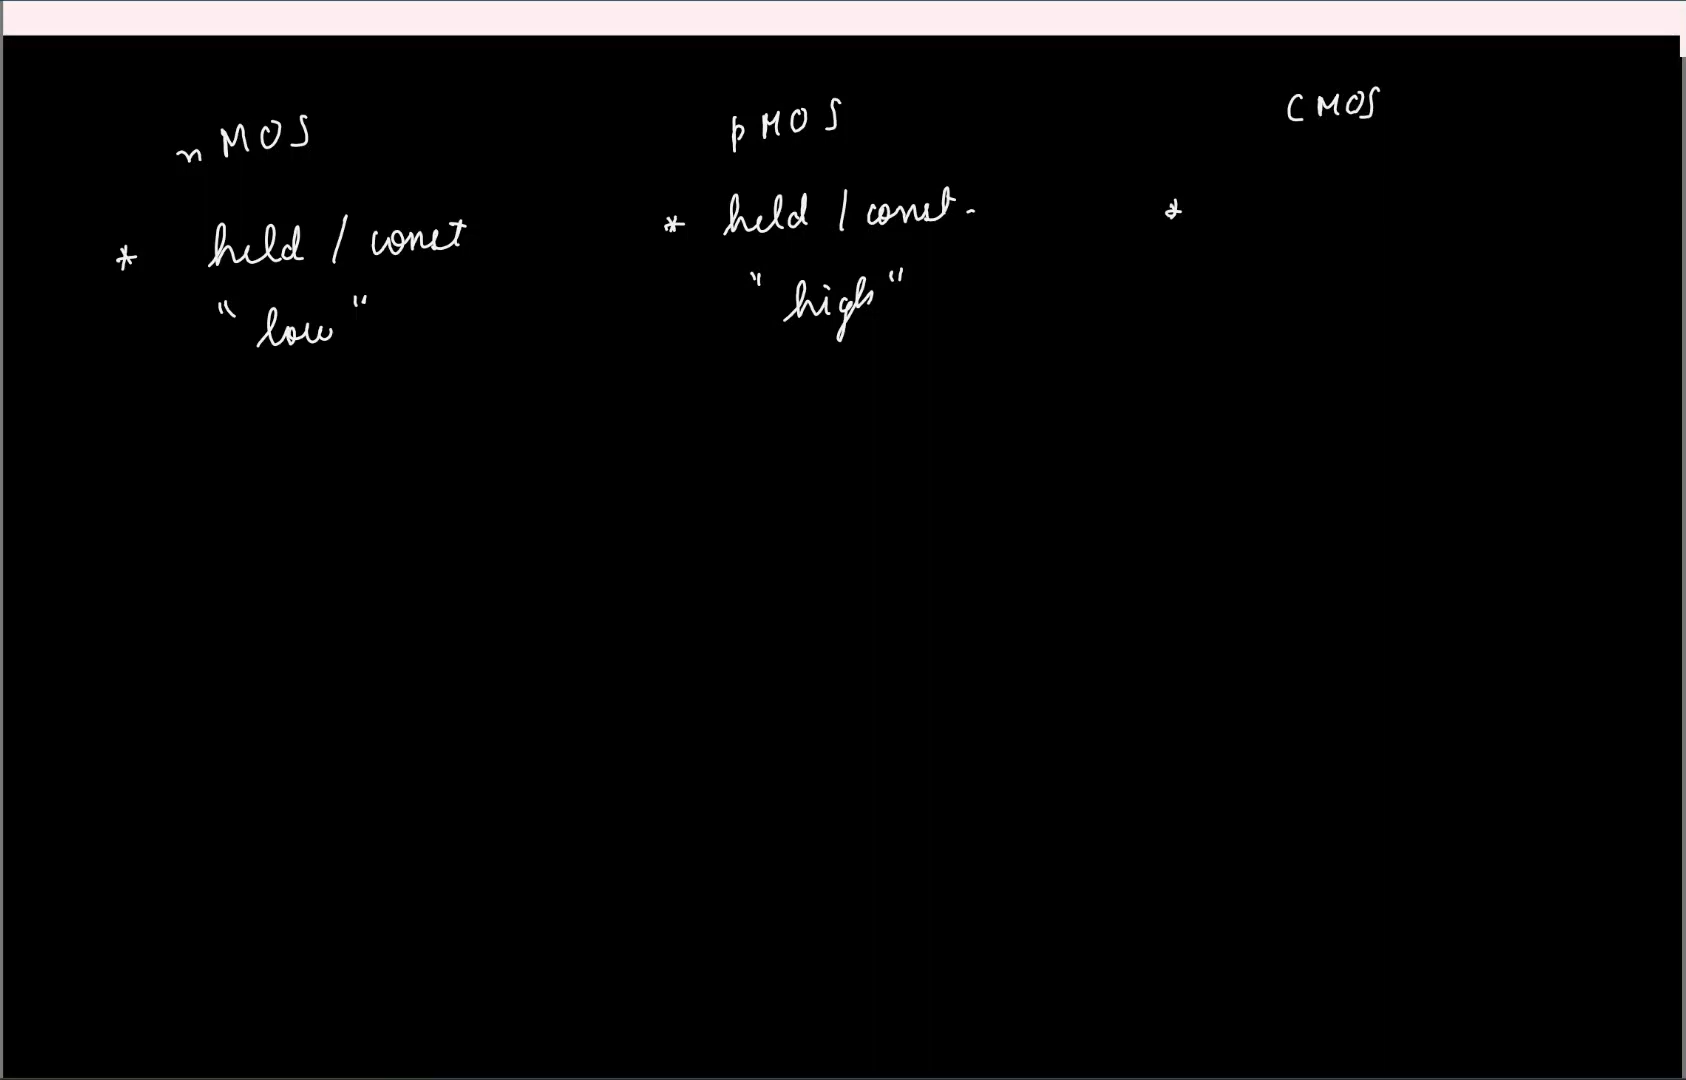 nMOS
* held / const
"low"
pMOS
* held / const.
"high"
CMOS
*